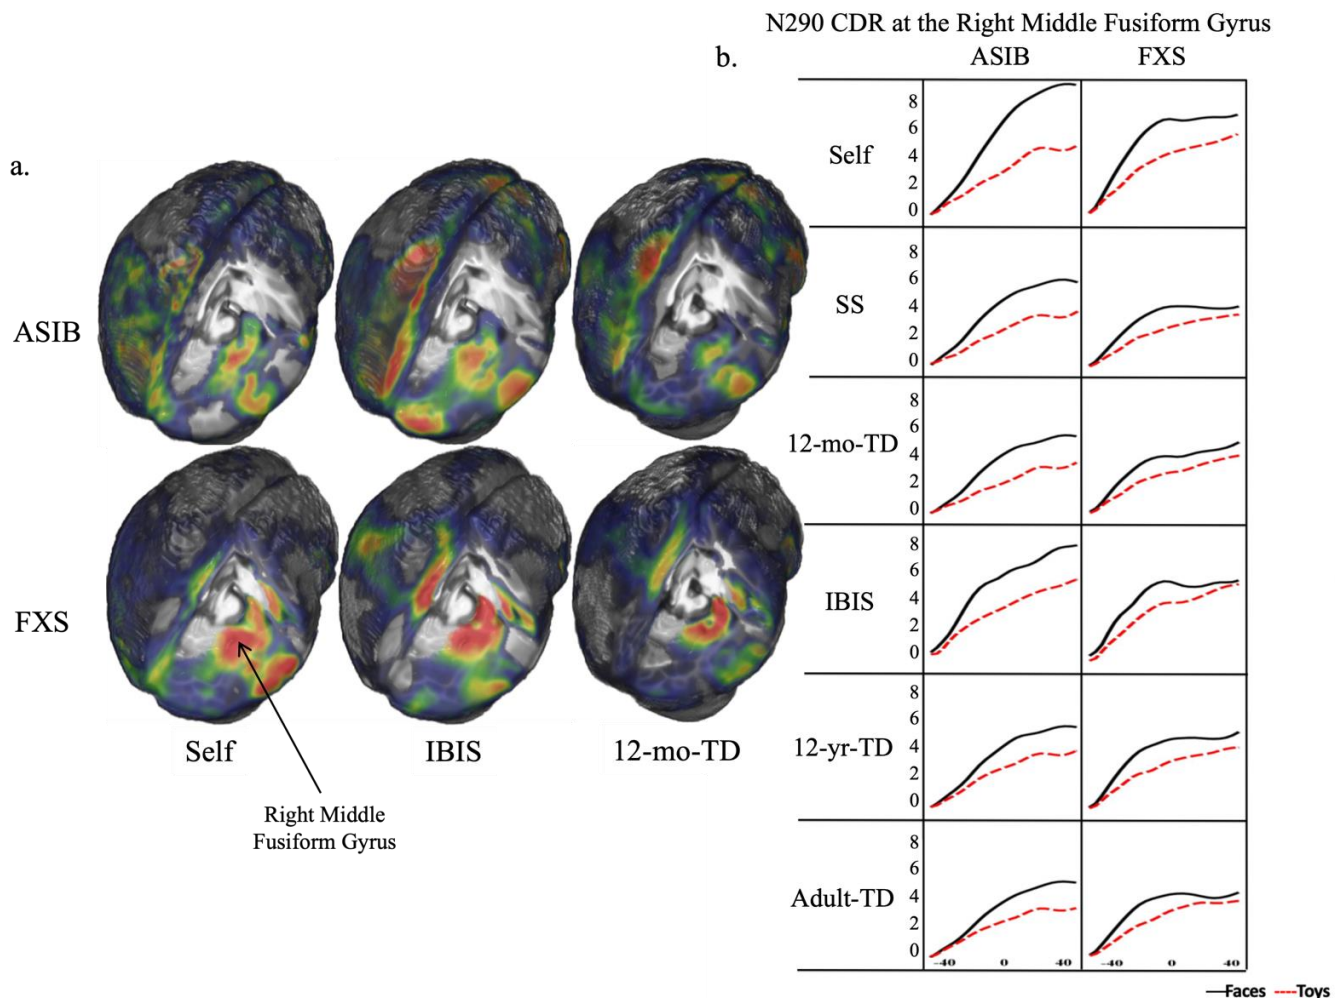 N290 CDR at the Right Middle Fusiform Gyrus
a.
b.
ASIB
FXS
ASIB
FXS
Self
IBIS
12-mo-TD
Right Middle
Fusiform Gyrus
Self
8
6
4
2
0
SS
8
6
4
2
0
12-mo-TD
8
6
4
2
0
IBIS
8
6
4
2
0
12-yr-TD
8
6
4
2
0
Adult-TD
8
6
4
2
0
-40 0 40
-40 0 40
Faces Toys